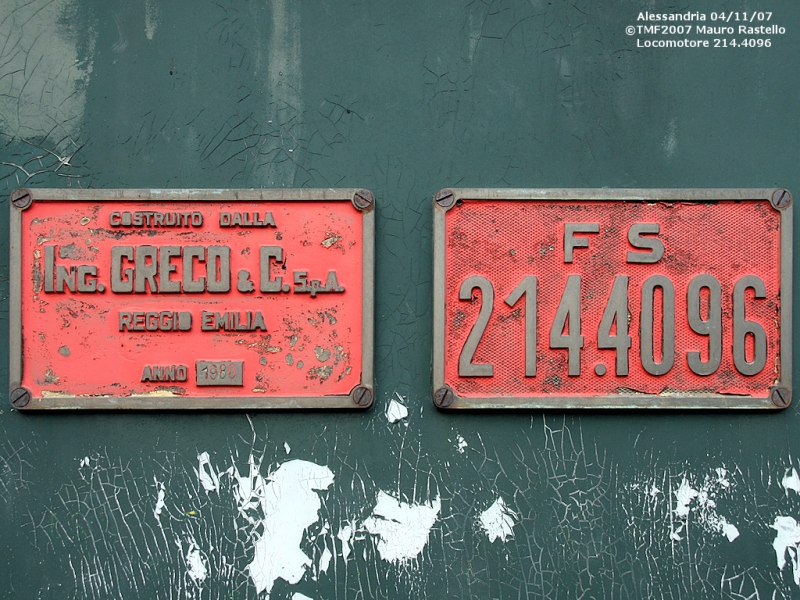 Alessandria 04/11/07
©TMF2007 Mauro Rastello
Locomotore 214.4096
COSTRUITO DALLA
ING. GRECO & C. S.p.A.
REGGIO EMILIA
ANNO
FS
214.4096